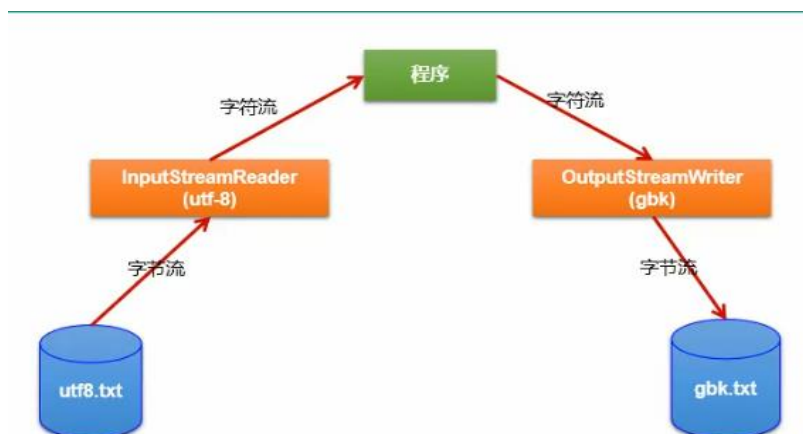 程序
字符流
字符流
InputStreamReader
(utf-8)
OutputStreamWriter
(gbk)
字节流
字节流
utf8.txt
gbk.txt